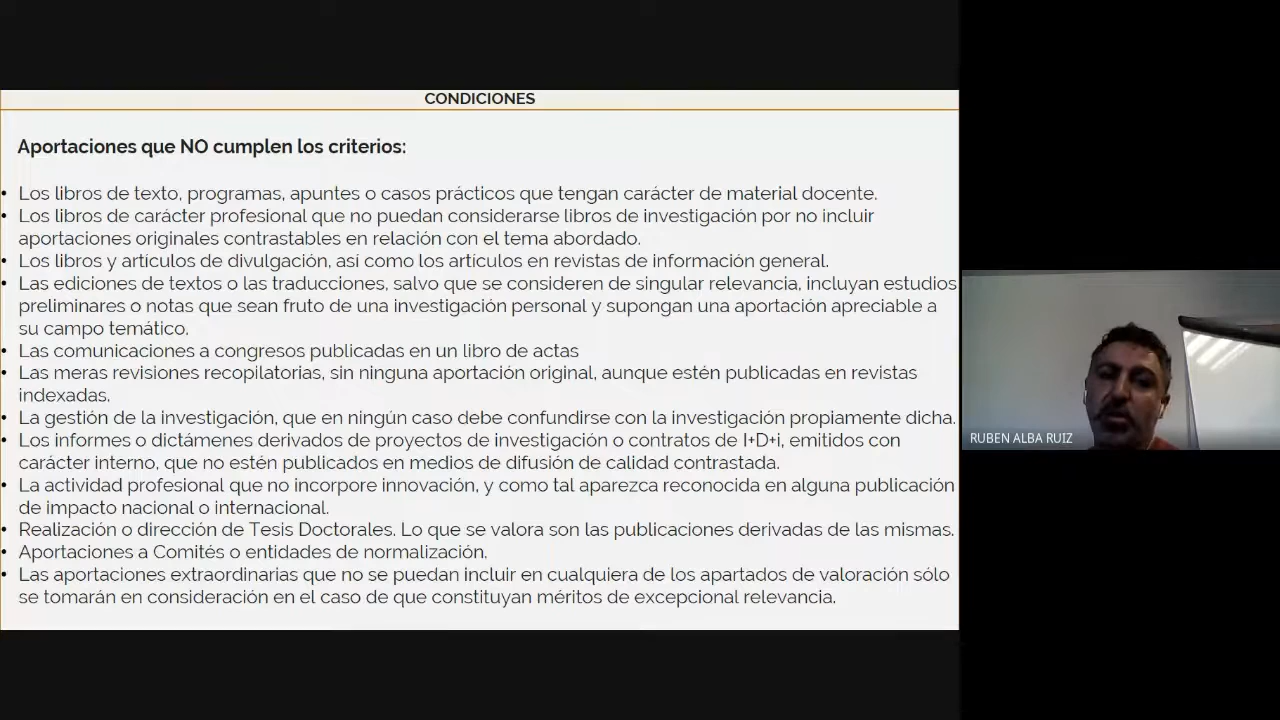 CONDICIONES
Aportaciones que NO cumplen los criterios:
• Los libros de texto, programas, apuntes o casos prácticos que tengan carácter de material docente.
• Los libros de carácter profesional que no puedan considerarse libros de investigación por no incluir
aportaciones originales contrastables en relación con el tema abordado.
• Los libros y artículos de divulgación, así como los artículos en revistas de información general.
• Las ediciones de textos o las traducciones, salvo que se consideren de singular relevancia, incluyan estudios
preliminares o notas que sean fruto de una investigación personal y supongan una aportación apreciable a
su campo temático.
• Las comunicaciones a congresos publicadas en un libro de actas
• Las meras revisiones recopilatorias, sin ninguna aportación original, aunque estén publicadas en revistas
indexadas.
• La gestión de la investigación, que en ningún caso debe confundirse con la investigación propiamente dicha.
• Los informes o dictámenes derivados de proyectos de investigación o contratos de I+D+i, emitidos con
carácter interno, que no estén publicados en medios de difusión de calidad contrastada.
• La actividad profesional que no incorpore innovación, y como tal aparezca reconocida en alguna publicación
de impacto nacional o internacional.
• Realización o dirección de Tesis Doctorales. Lo que se valora son las publicaciones derivadas de las mismas.
• Aportaciones a Comités o entidades de normalización.
• Las aportaciones extraordinarias que no se puedan incluir en cualquiera de los apartados de valoración sólo
se tomarán en consideración en el caso de que constituyan méritos de excepcional relevancia.
RUBEN ALBA RUIZ